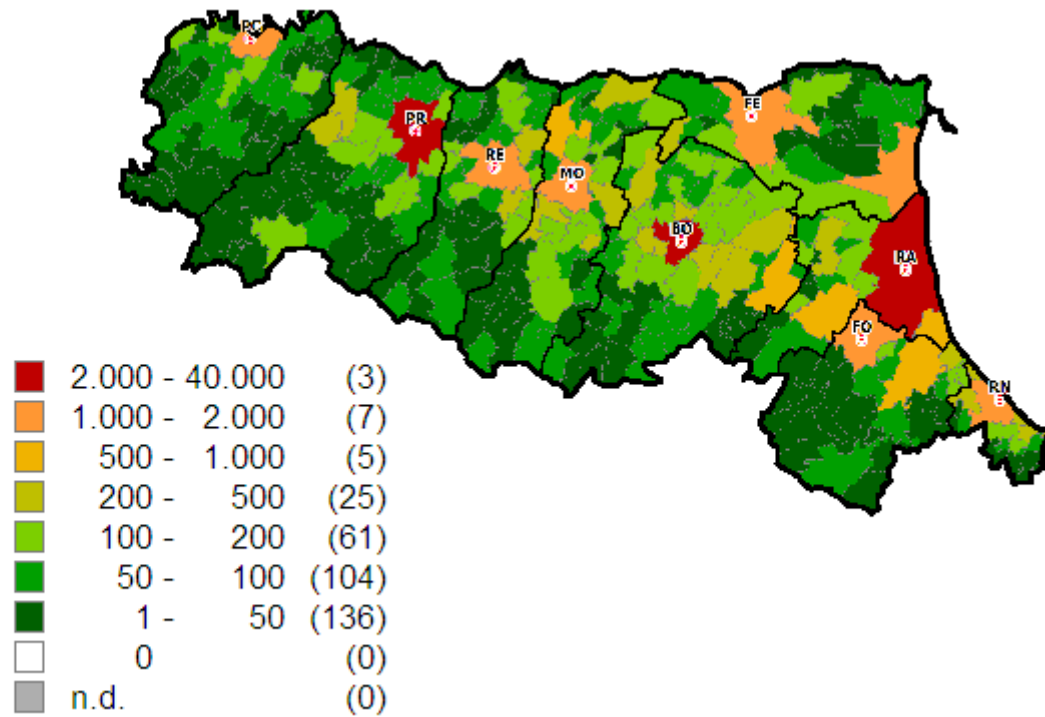 PC
PR
RE
MO
FE
BO
RA
FO
RN
2.000 - 40.000 (3)
1.000 - 2.000 (7)
500 - 1.000 (5)
200 - 500 (25)
100 - 200 (61)
50 - 100 (104)
1 - 50 (136)
0 (0)
n.d. (0)